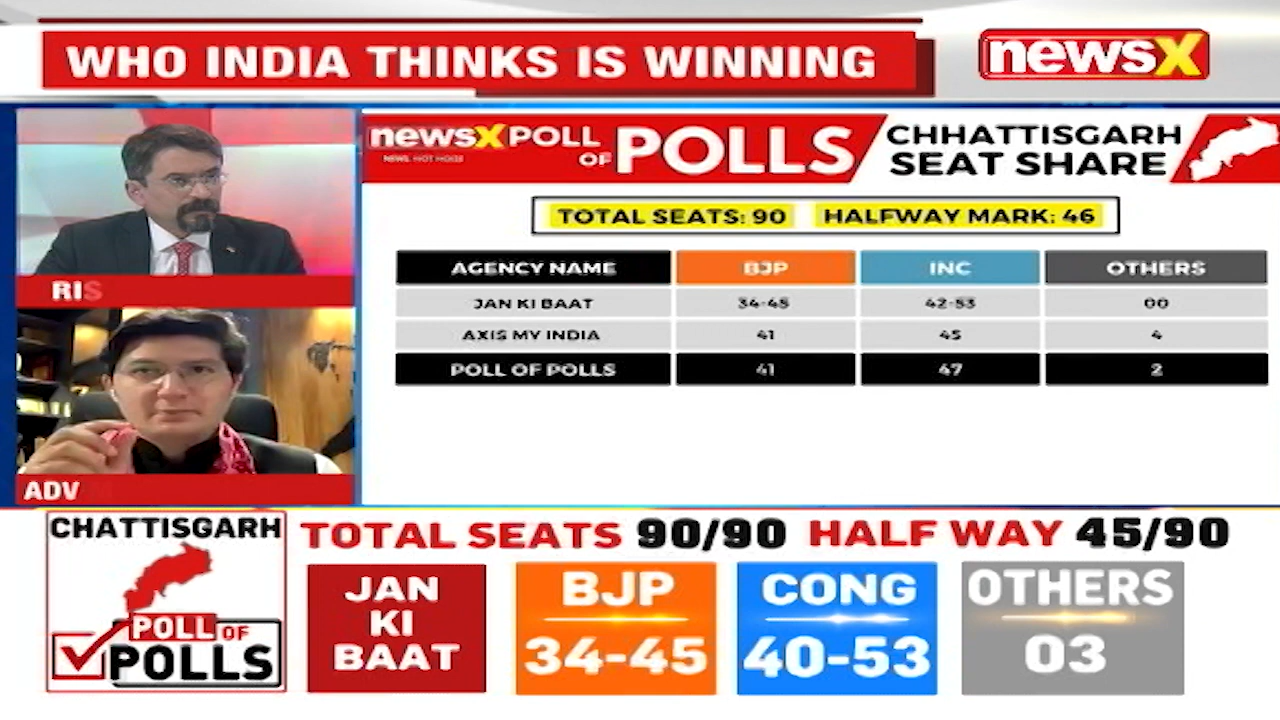 WHO INDIA THINKS IS WINNING
newsX
newsX POLL OF POLLS
CHHATTISGARH
SEAT SHARE
TOTAL SEATS: 90 HALFWAY MARK: 46
AGENCY NAME BJP INC OTHERS
JAN KI BAAT 34-45 42-53 00
AXIS MY INDIA 41 45 4
POLL OF POLLS 41 47 2
RIS
ADV
CHATTISGARH
POLL OF
POLLS
TOTAL SEATS 90/90 HALF WAY 45/90
JAN
KI
BAAT
BJP
34-45
CONG
40-53
OTHERS
03